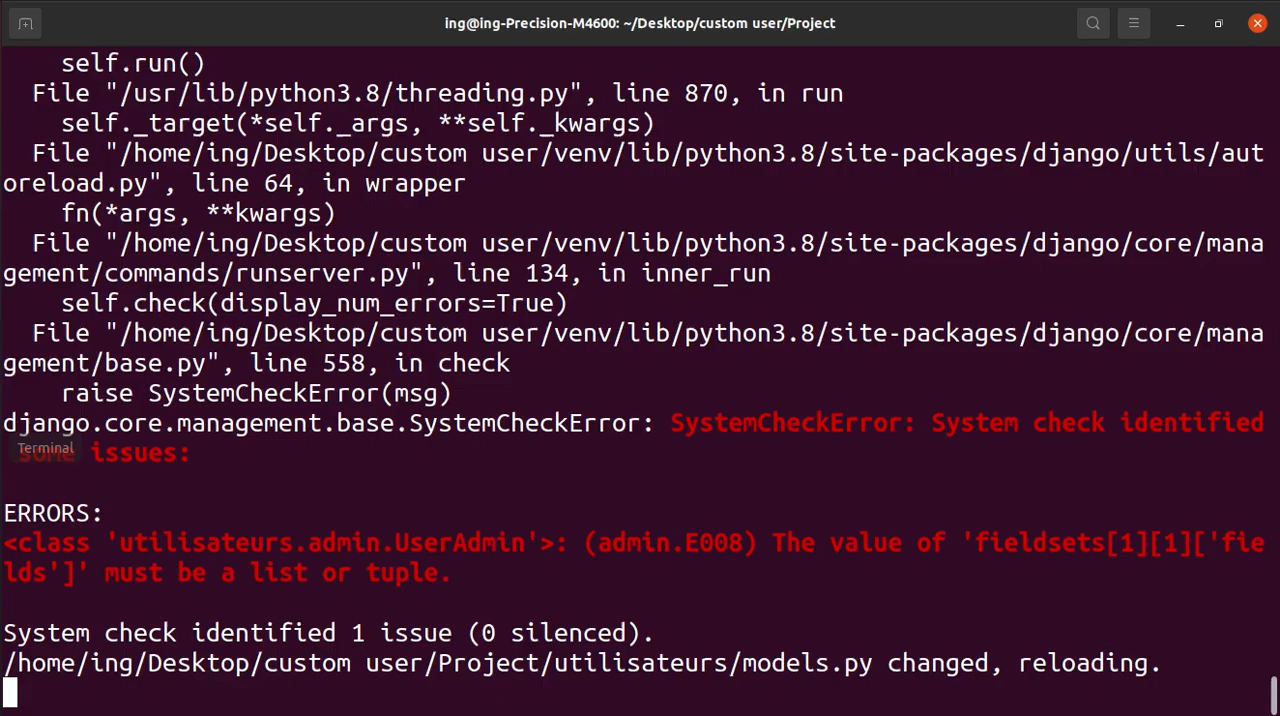 ing@ing-Precision-M4600: ~/Desktop/custom user/Project
self.run()
File "/usr/lib/python3.8/threading.py", line 870, in run
self._target(*self._args, **self._kwargs)
File "/home/ing/Desktop/custom user/venv/lib/python3.8/site-packages/django/utils/aut
oreload.py", line 64, in wrapper
fn(*args, **kwargs)
File "/home/ing/Desktop/custom user/venv/lib/python3.8/site-packages/django/core/mana
gement/commands/runserver.py", line 134, in inner_run
self.check(display_num_errors=True)
File "/home/ing/Desktop/custom user/venv/lib/python3.8/site-packages/django/core/mana
gement/base.py", line 558, in check
raise SystemCheckError(msg)
django.core.management.base.SystemCheckError: SystemCheckError: System check identified
Terminal
some issues:
ERRORS:
<class 'utilisateurs.admin.UserAdmin'>: (admin.E008) The value of 'fieldsets[1][1]['fie
lds']' must be a list or tuple.
System check identified 1 issue (0 silenced).
/home/ing/Desktop/custom user/Project/utilisateurs/models.py changed, reloading.